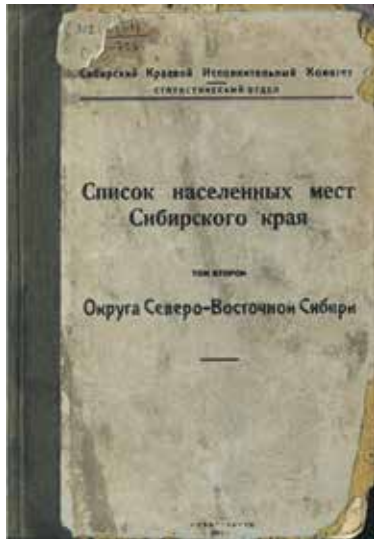 Сибирский Краевой Исполнительный Комитет
СТАТИСТИЧЕСКИЙ ОТДЕЛ
Список населенных мест
Сибирского края
ТОМ ВТОРОЙ
Округа Северо-Восточной Сибири